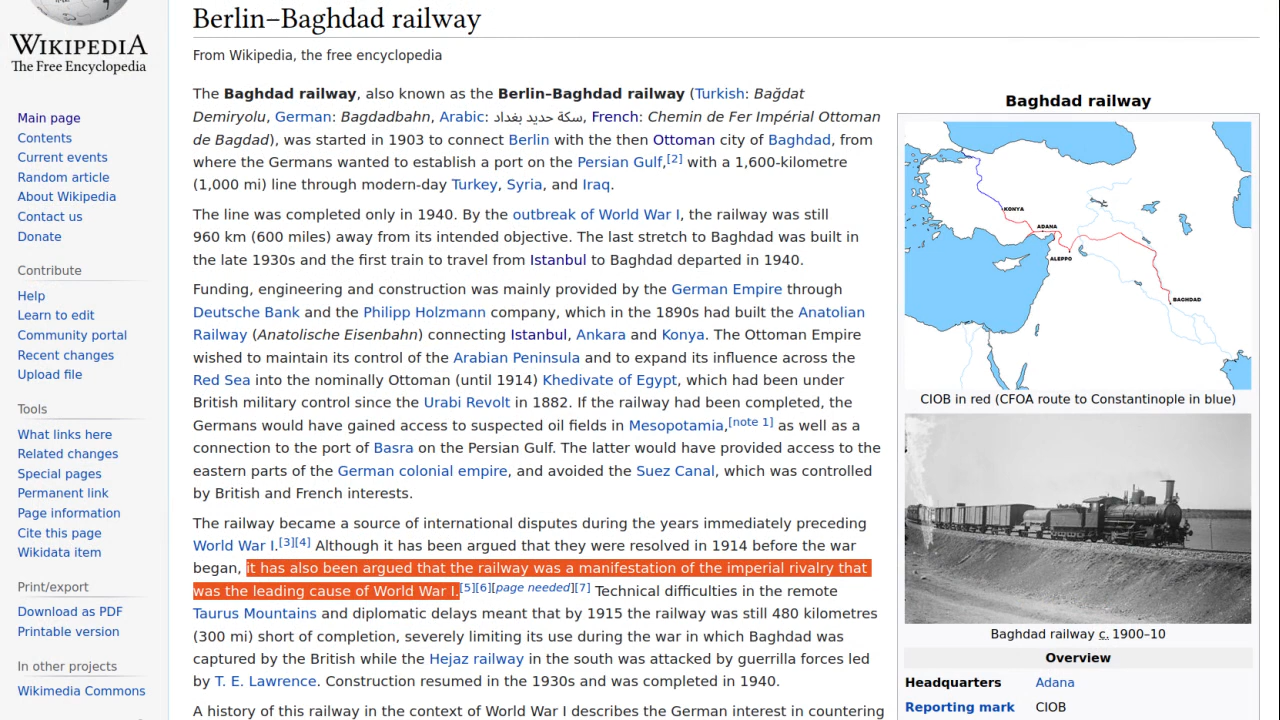 WIKIPEDIA
The Free Encyclopedia
Main page
Contents
Current events
Random article
About Wikipedia
Contact us
Donate
Contribute
Help
Learn to edit
Community portal
Recent changes
Upload file
Tools
What links here
Related changes
Special pages
Permanent link
Page information
Cite this page
Wikidata item
Print/export
Download as PDF
Printable version
In other projects
Wikimedia Commons
Berlin–Baghdad railway
From Wikipedia, the free encyclopedia
The Baghdad railway, also known as the Berlin–Baghdad railway (Turkish: Bağdat
Demiryolu, German: Bagdadbahn, Arabic: سكة حديد بغداد, French: Chemin de Fer Impérial Ottoman
de Bagdad), was started in 1903 to connect Berlin with the then Ottoman city of Baghdad, from
where the Germans wanted to establish a port on the Persian Gulf,[2] with a 1,600-kilometre
(1,000 mi) line through modern-day Turkey, Syria, and Iraq.
The line was completed only in 1940. By the outbreak of World War I, the railway was still
960 km (600 miles) away from its intended objective. The last stretch to Baghdad was built in
the late 1930s and the first train to travel from Istanbul to Baghdad departed in 1940.
Funding, engineering and construction was mainly provided by the German Empire through
Deutsche Bank and the Philipp Holzmann company, which in the 1890s had built the Anatolian
Railway (Anatolische Eisenbahn) connecting Istanbul, Ankara and Konya. The Ottoman Empire
wished to maintain its control of the Arabian Peninsula and to expand its influence across the
Red Sea into the nominally Ottoman (until 1914) Khedivate of Egypt, which had been under
British military control since the Urabi Revolt in 1882. If the railway had been completed, the
Germans would have gained access to suspected oil fields in Mesopotamia,[note 1] as well as a
connection to the port of Basra on the Persian Gulf. The latter would have provided access to the
eastern parts of the German colonial empire, and avoided the Suez Canal, which was controlled
by British and French interests.
The railway became a source of international disputes during the years immediately preceding
World War I.[3][4] Although it has been argued that they were resolved in 1914 before the war
began, it has also been argued that the railway was a manifestation of the imperial rivalry that
was the leading cause of World War I.[5][6][page needed][7] Technical difficulties in the remote
Taurus Mountains and diplomatic delays meant that by 1915 the railway was still 480 kilometres
(300 mi) short of completion, severely limiting its use during the war in which Baghdad was
captured by the British while the Hejaz railway in the south was attacked by guerrilla forces led
by T. E. Lawrence. Construction resumed in the 1930s and was completed in 1940.
A history of this railway in the context of World War I describes the German interest in countering
Baghdad railway
KONYA
ADANA
ALEPPO
BAGHDAD
CIOB in red (CFOA route to Constantinople in blue)
Baghdad railway c. 1900–10
Overview
Headquarters Adana
Reporting mark CIOB